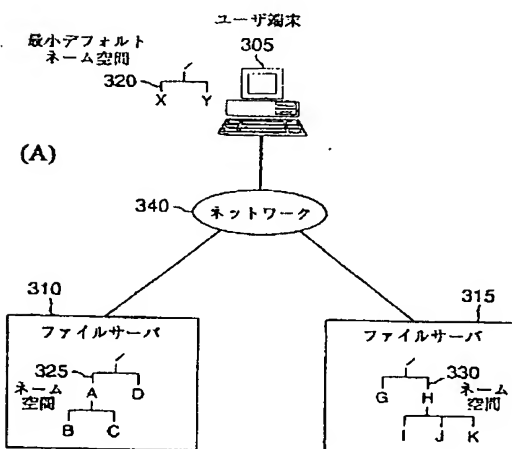 ユーザ端末
最小デフォルト
ネーム空間
305
320
/
X Y
(A)
340
ネットワーク
310
315
ファイルサーバ
ファイルサーバ
/
325
ネーム
空間
A D
B C
/
330
ネーム
空間
G H
I J K